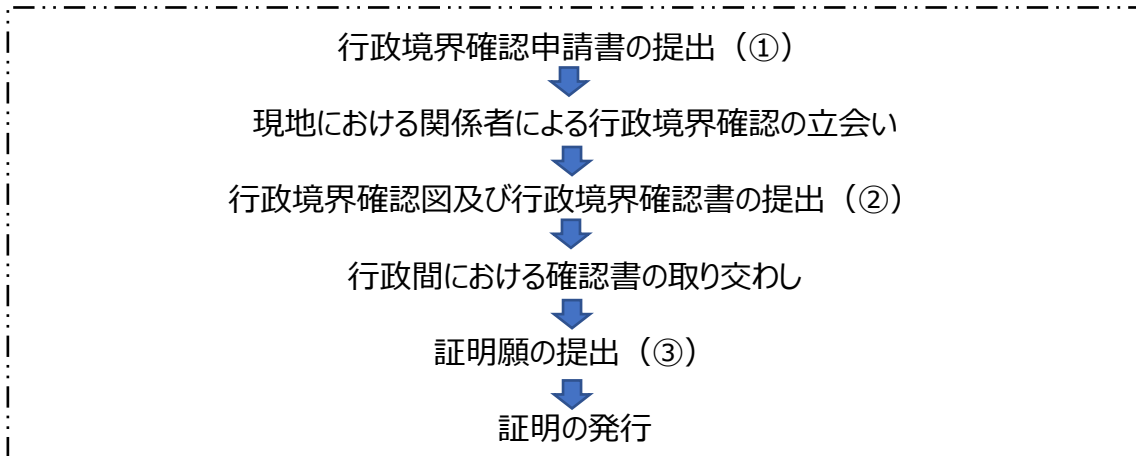 行政境界確認申請書の提出（①）
現地における関係者による行政境界確認の立会い
行政境界確認図及び行政境界確認書の提出（②）
行政間における確認書の取り交わし
証明願の提出（③）
証明の発行